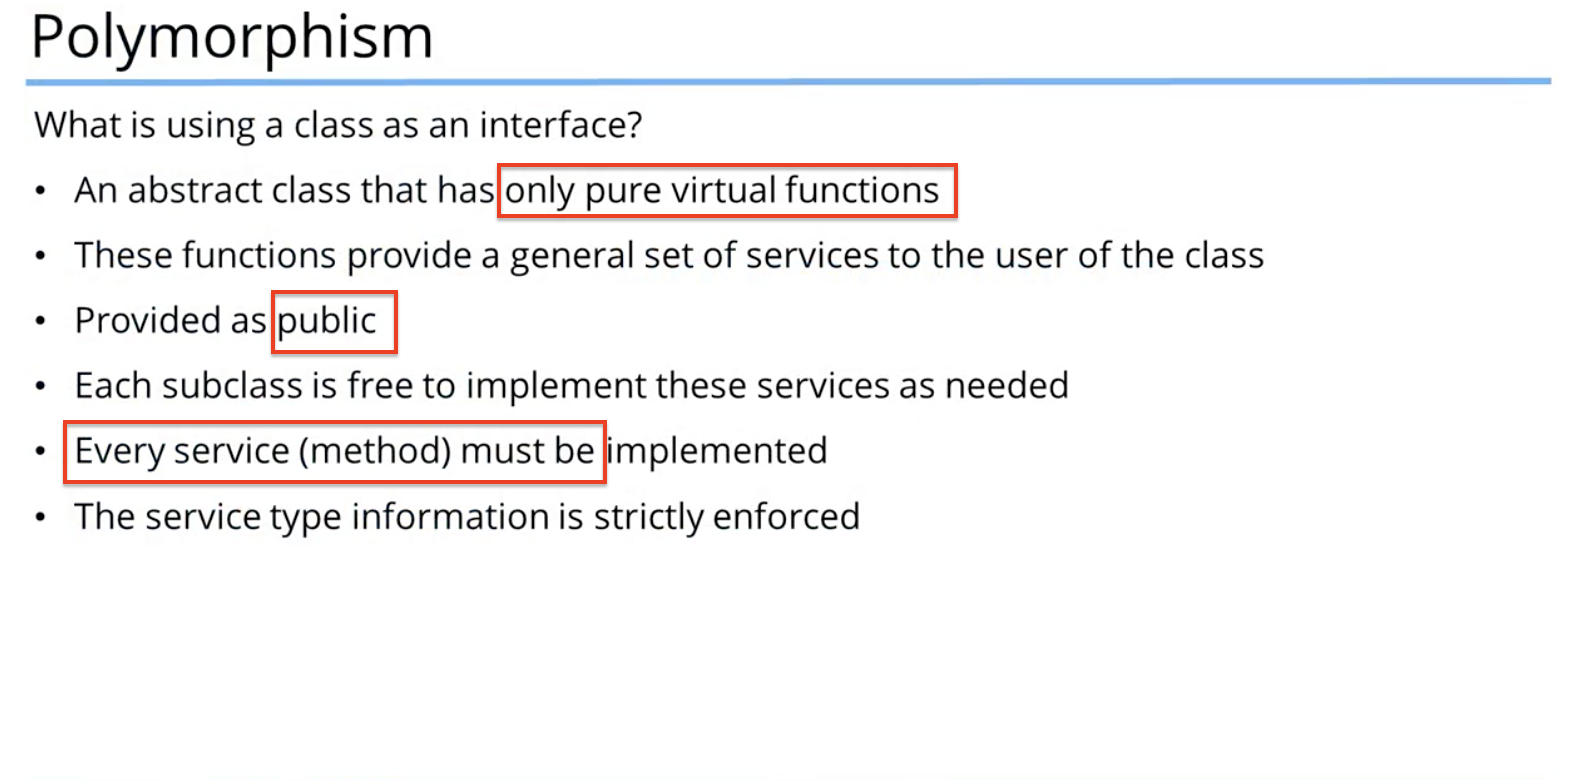 Polymorphism
What is using a class as an interface?
• An abstract class that has only pure virtual functions
• These functions provide a general set of services to the user of the class
• Provided as public
• Each subclass is free to implement these services as needed
• Every service (method) must be implemented
• The service type information is strictly enforced